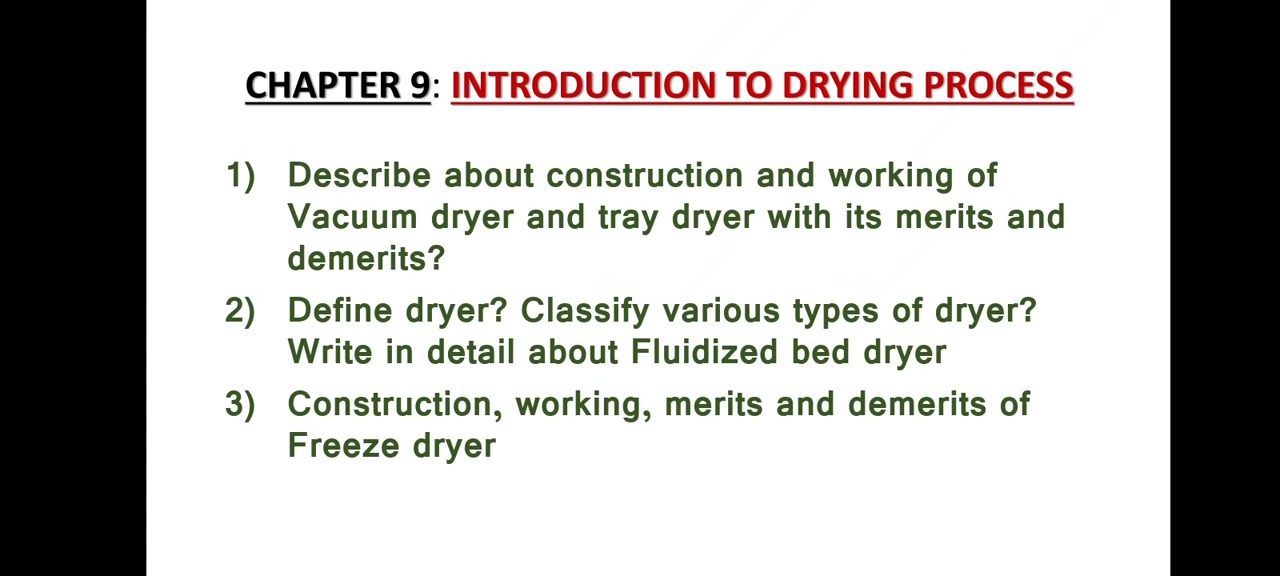 CHAPTER 9: INTRODUCTION TO DRYING PROCESS
1) Describe about construction and working of
Vacuum dryer and tray dryer with its merits and
demerits?
2) Define dryer? Classify various types of dryer?
Write in detail about Fluidized bed dryer
3) Construction, working, merits and demerits of
Freeze dryer